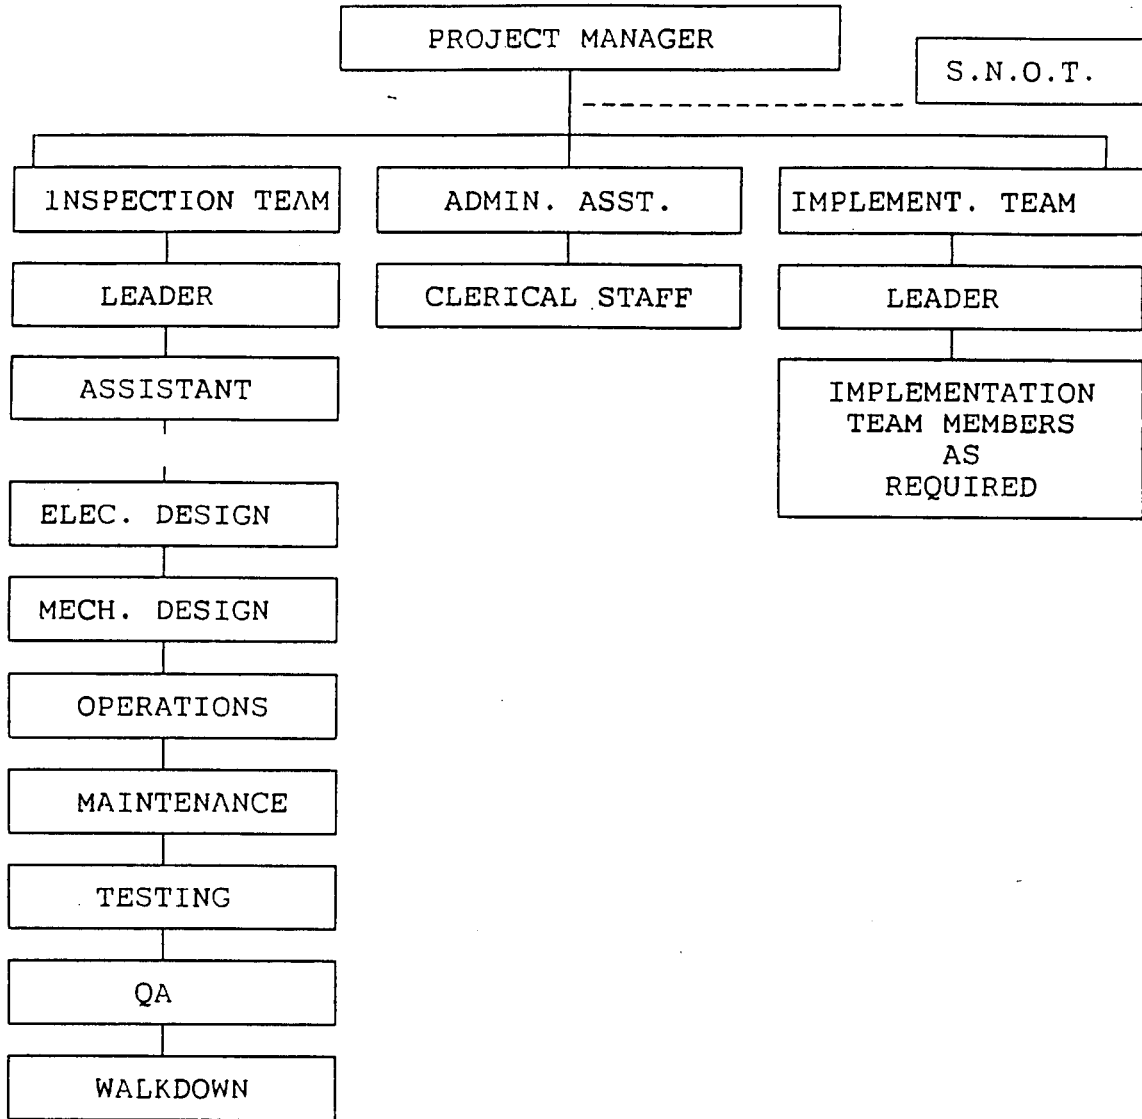 PROJECT MANAGER
S.N.O.T.
INSPECTION TEAM
ADMIN. ASST.
IMPLEMENT. TEAM
LEADER
CLERICAL STAFF
LEADER
ASSISTANT
IMPLEMENTATION
TEAM MEMBERS
AS
REQUIRED
ELEC. DESIGN
MECH. DESIGN
OPERATIONS
MAINTENANCE
TESTING
QA
WALKDOWN